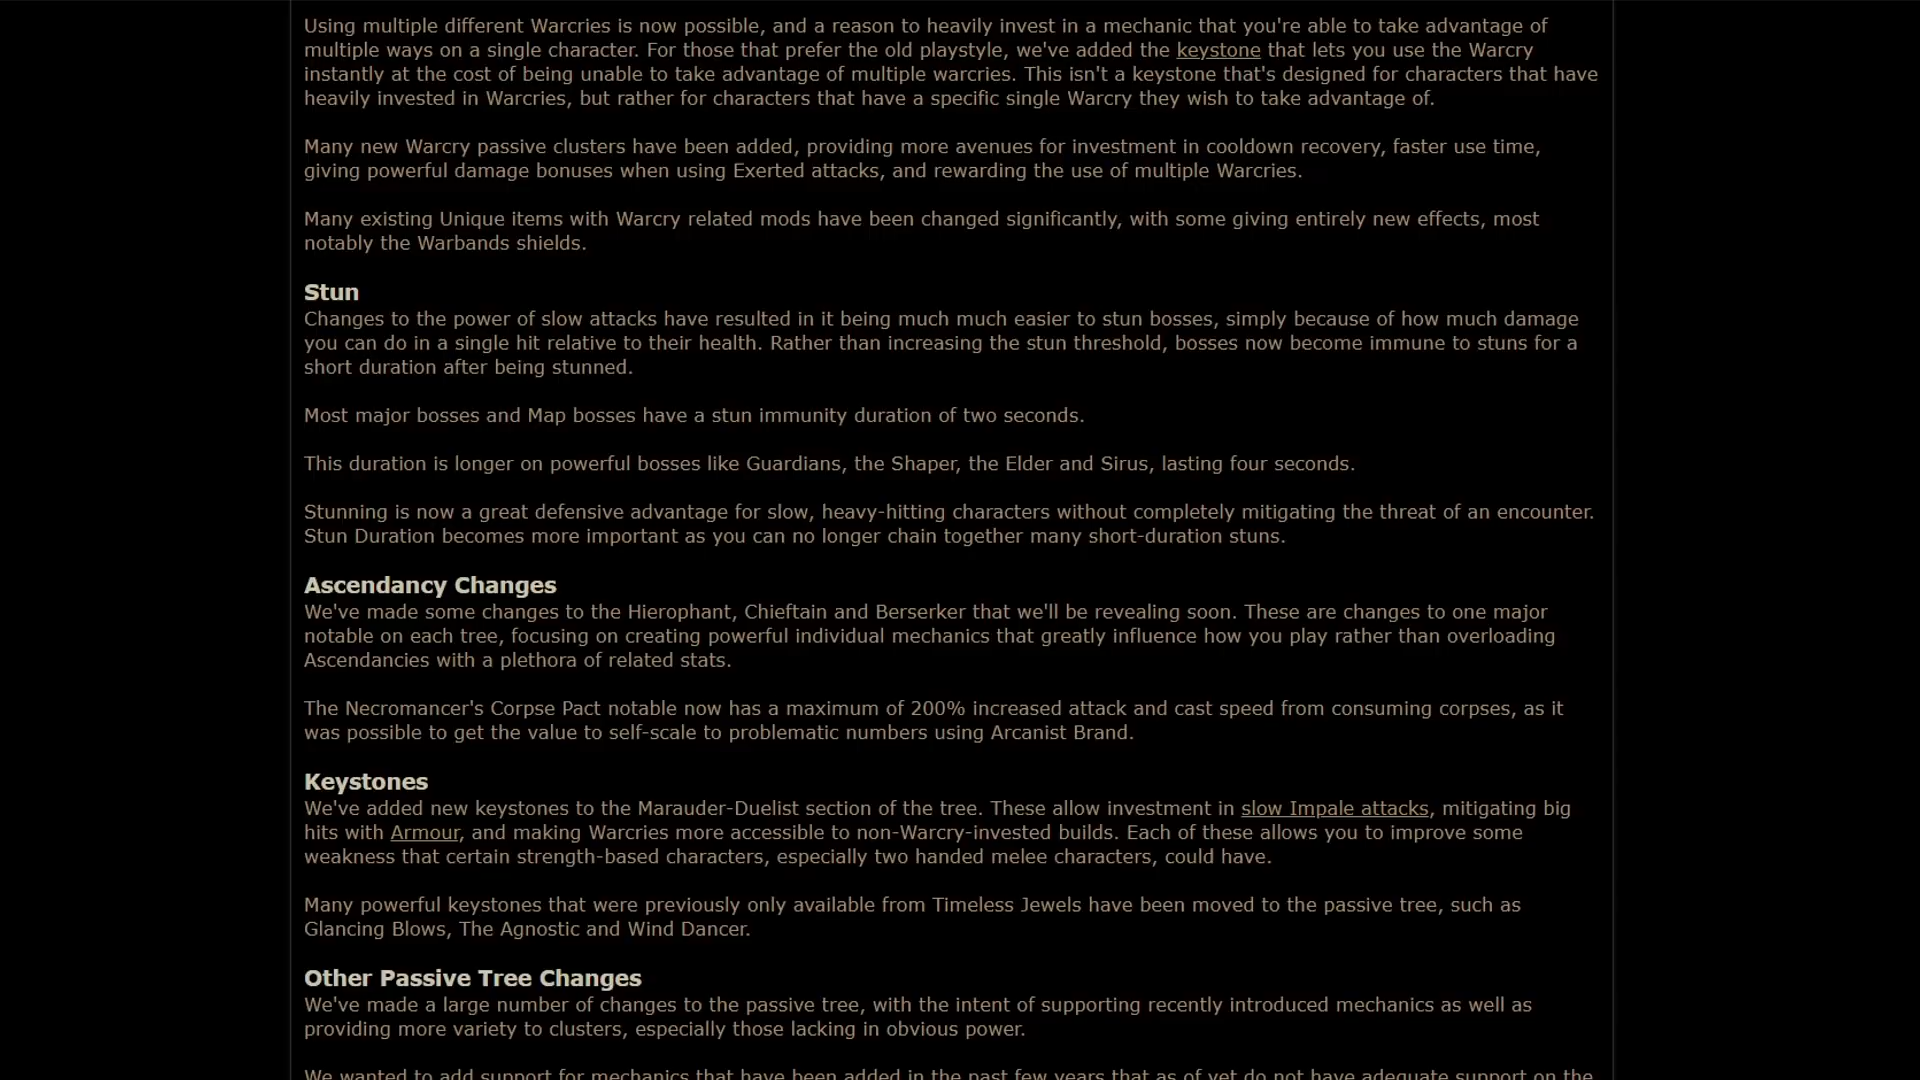 Using multiple different Warcries is now possible, and a reason to heavily invest in a mechanic that you're able to take advantage of
multiple ways on a single character. For those that prefer the old playstyle, we've added the keystone that lets you use the Warcry
instantly at the cost of being unable to take advantage of multiple warcries. This isn't a keystone that's designed for characters that have
heavily invested in Warcries, but rather for characters that have a specific single Warcry they wish to take advantage of.
Many new Warcry passive clusters have been added, providing more avenues for investment in cooldown recovery, faster use time,
giving powerful damage bonuses when using Exerted attacks, and rewarding the use of multiple Warcries.
Many existing Unique items with Warcry related mods have been changed significantly, with some giving entirely new effects, most
notably the Warbands shields.
Stun
Changes to the power of slow attacks have resulted in it being much much easier to stun bosses, simply because of how much damage
you can do in a single hit relative to their health. Rather than increasing the stun threshold, bosses now become immune to stuns for a
short duration after being stunned.
Most major bosses and Map bosses have a stun immunity duration of two seconds.
This duration is longer on powerful bosses like Guardians, the Shaper, the Elder and Sirus, lasting four seconds.
Stunning is now a great defensive advantage for slow, heavy-hitting characters without completely mitigating the threat of an encounter.
Stun Duration becomes more important as you can no longer chain together many short-duration stuns.
Ascendancy Changes
We've made some changes to the Hierophant, Chieftain and Berserker that we'll be revealing soon. These are changes to one major
notable on each tree, focusing on creating powerful individual mechanics that greatly influence how you play rather than overloading
Ascendancies with a plethora of related stats.
The Necromancer's Corpse Pact notable now has a maximum of 200% increased attack and cast speed from consuming corpses, as it
was possible to get the value to self-scale to problematic numbers using Arcanist Brand.
Keystones
We've added new keystones to the Marauder-Duelist section of the tree. These allow investment in slow Impale attacks, mitigating big
hits with Armour, and making Warcries more accessible to non-Warcry-invested builds. Each of these allows you to improve some
weakness that certain strength-based characters, especially two handed melee characters, could have.
Many powerful keystones that were previously only available from Timeless Jewels have been moved to the passive tree, such as
Glancing Blows, The Agnostic and Wind Dancer.
Other Passive Tree Changes
We've made a large number of changes to the passive tree, with the intent of supporting recently introduced mechanics as well as
providing more variety to clusters, especially those lacking in obvious power.
We wanted to add support for mechanics that have been added in the past few years that as of yet do not have adequate support on the